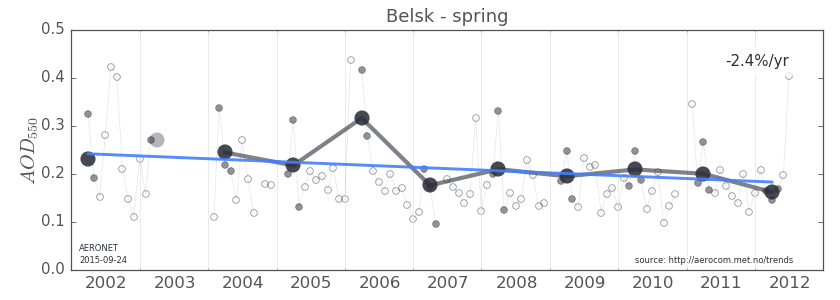 Belsk - spring
-2.4%/yr
0.5
0.4
0.3
0.2
0.1
0.0
AOD550
AERONET
2015-09-24
source: http://aerocom.met.no/trends
2002 2003 2004 2005 2006 2007 2008 2009 2010 2011 2012